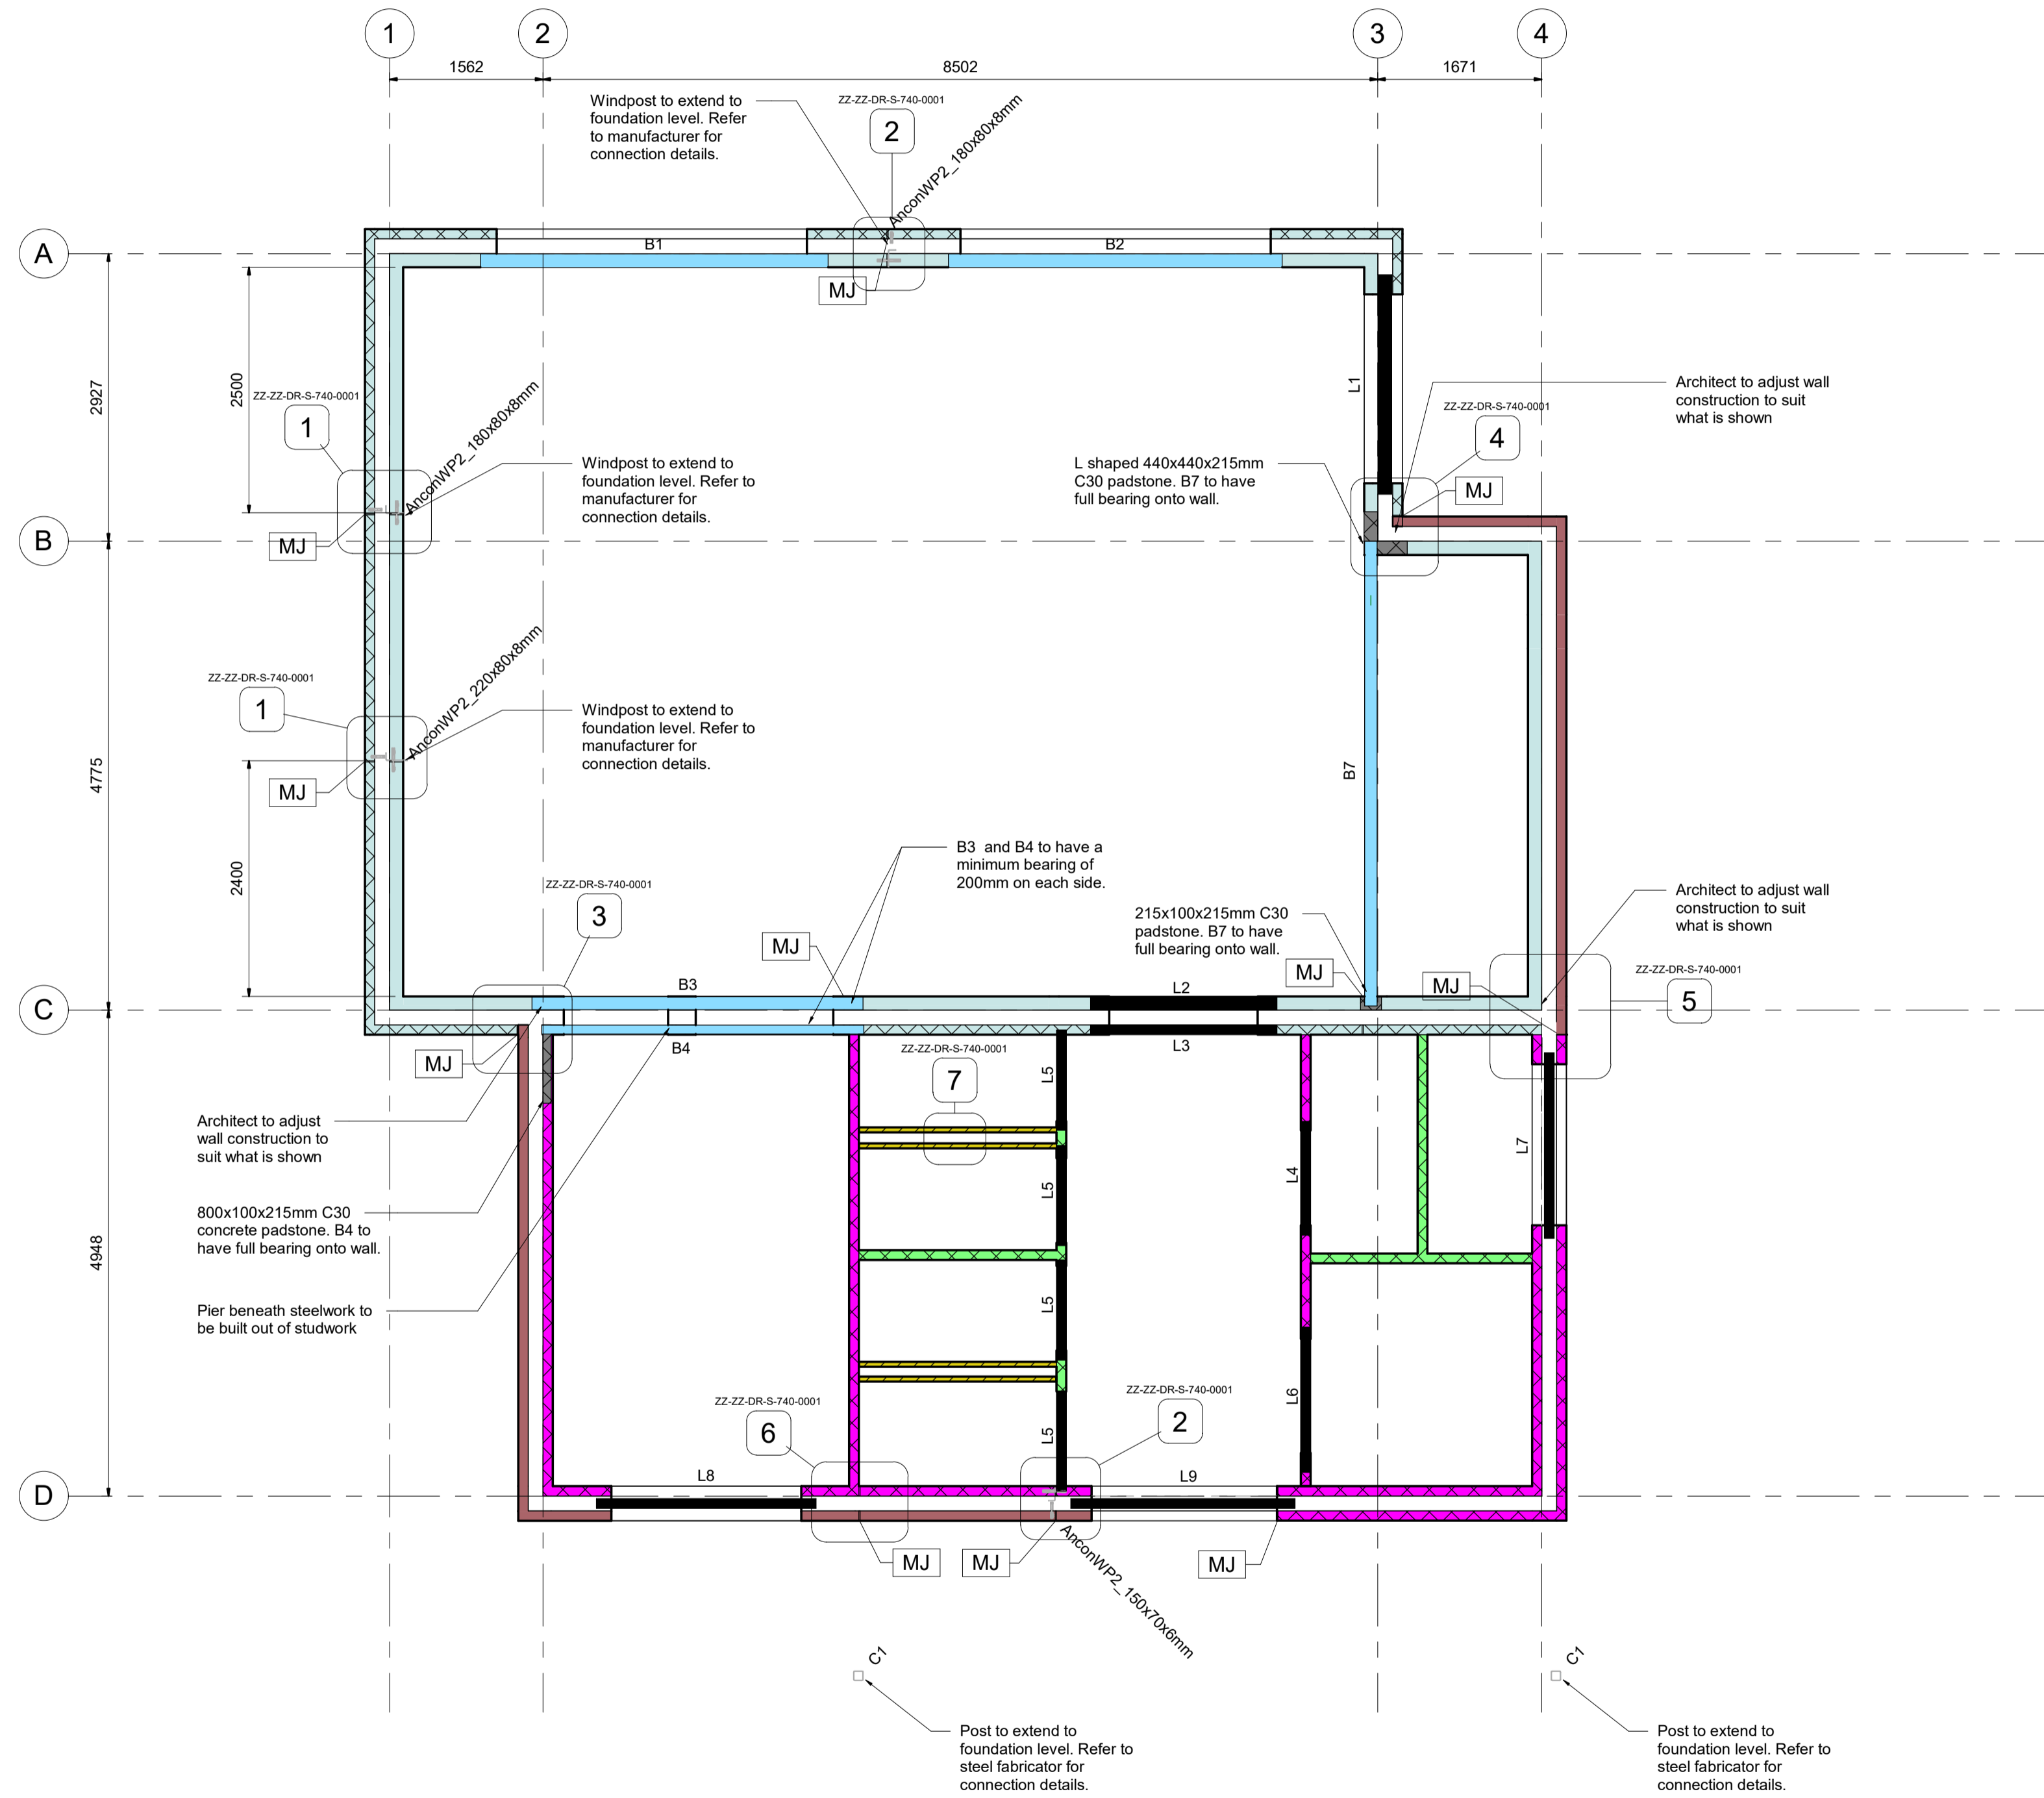 1
2
3
4
1562
8502
1671
Windpost to extend to
foundation level. Refer
to manufacturer for
connection details.
ZZ-ZZ-DR-S-740-0001
2
AnconWP2_180x80x8mm
A
B1
B2
MJ
2927
2500
ZZ-ZZ-DR-S-740-0001
1
AnconWP2_180x80x8mm
L1
Architect to adjust wall
construction to suit
what is shown
ZZ-ZZ-DR-S-740-0001
4
Windpost to extend to
foundation level. Refer to
manufacturer for
connection details.
L shaped 440x440x215mm
C30 padstone. B7 to have
full bearing onto wall.
MJ
MJ
B
ZZ-ZZ-DR-S-740-0001
1
AnconWP2_220x80x8mm
Windpost to extend to
foundation level. Refer to
manufacturer for
connection details.
MJ
4775
B7
2400
B3  and B4 to have a
minimum bearing of
200mm on each side.
ZZ-ZZ-DR-S-740-0001
3
MJ
215x100x215mm C30
padstone. B7 to have
full bearing onto wall.
Architect to adjust wall
construction to suit
what is shown
MJ
MJ
ZZ-ZZ-DR-S-740-0001
5
C
B3
L2
B4
L3
MJ
ZZ-ZZ-DR-S-740-0001
7
L5
Architect to adjust
wall construction to
suit what is shown
L7
L4
L5
800x100x215mm C30
concrete padstone. B4 to
have full bearing onto wall.
4948
Pier beneath steelwork to
be built out of studwork
L5
L6
ZZ-ZZ-DR-S-740-0001
6
ZZ-ZZ-DR-S-740-0001
2
L5
D
L8
L9
MJ
MJ
MJ
AnconWP2_150x70x6mm
C1
C1
Post to extend to
foundation level. Refer to
steel fabricator for
connection details.
Post to extend to
foundation level. Refer to
steel fabricator for
connection details.